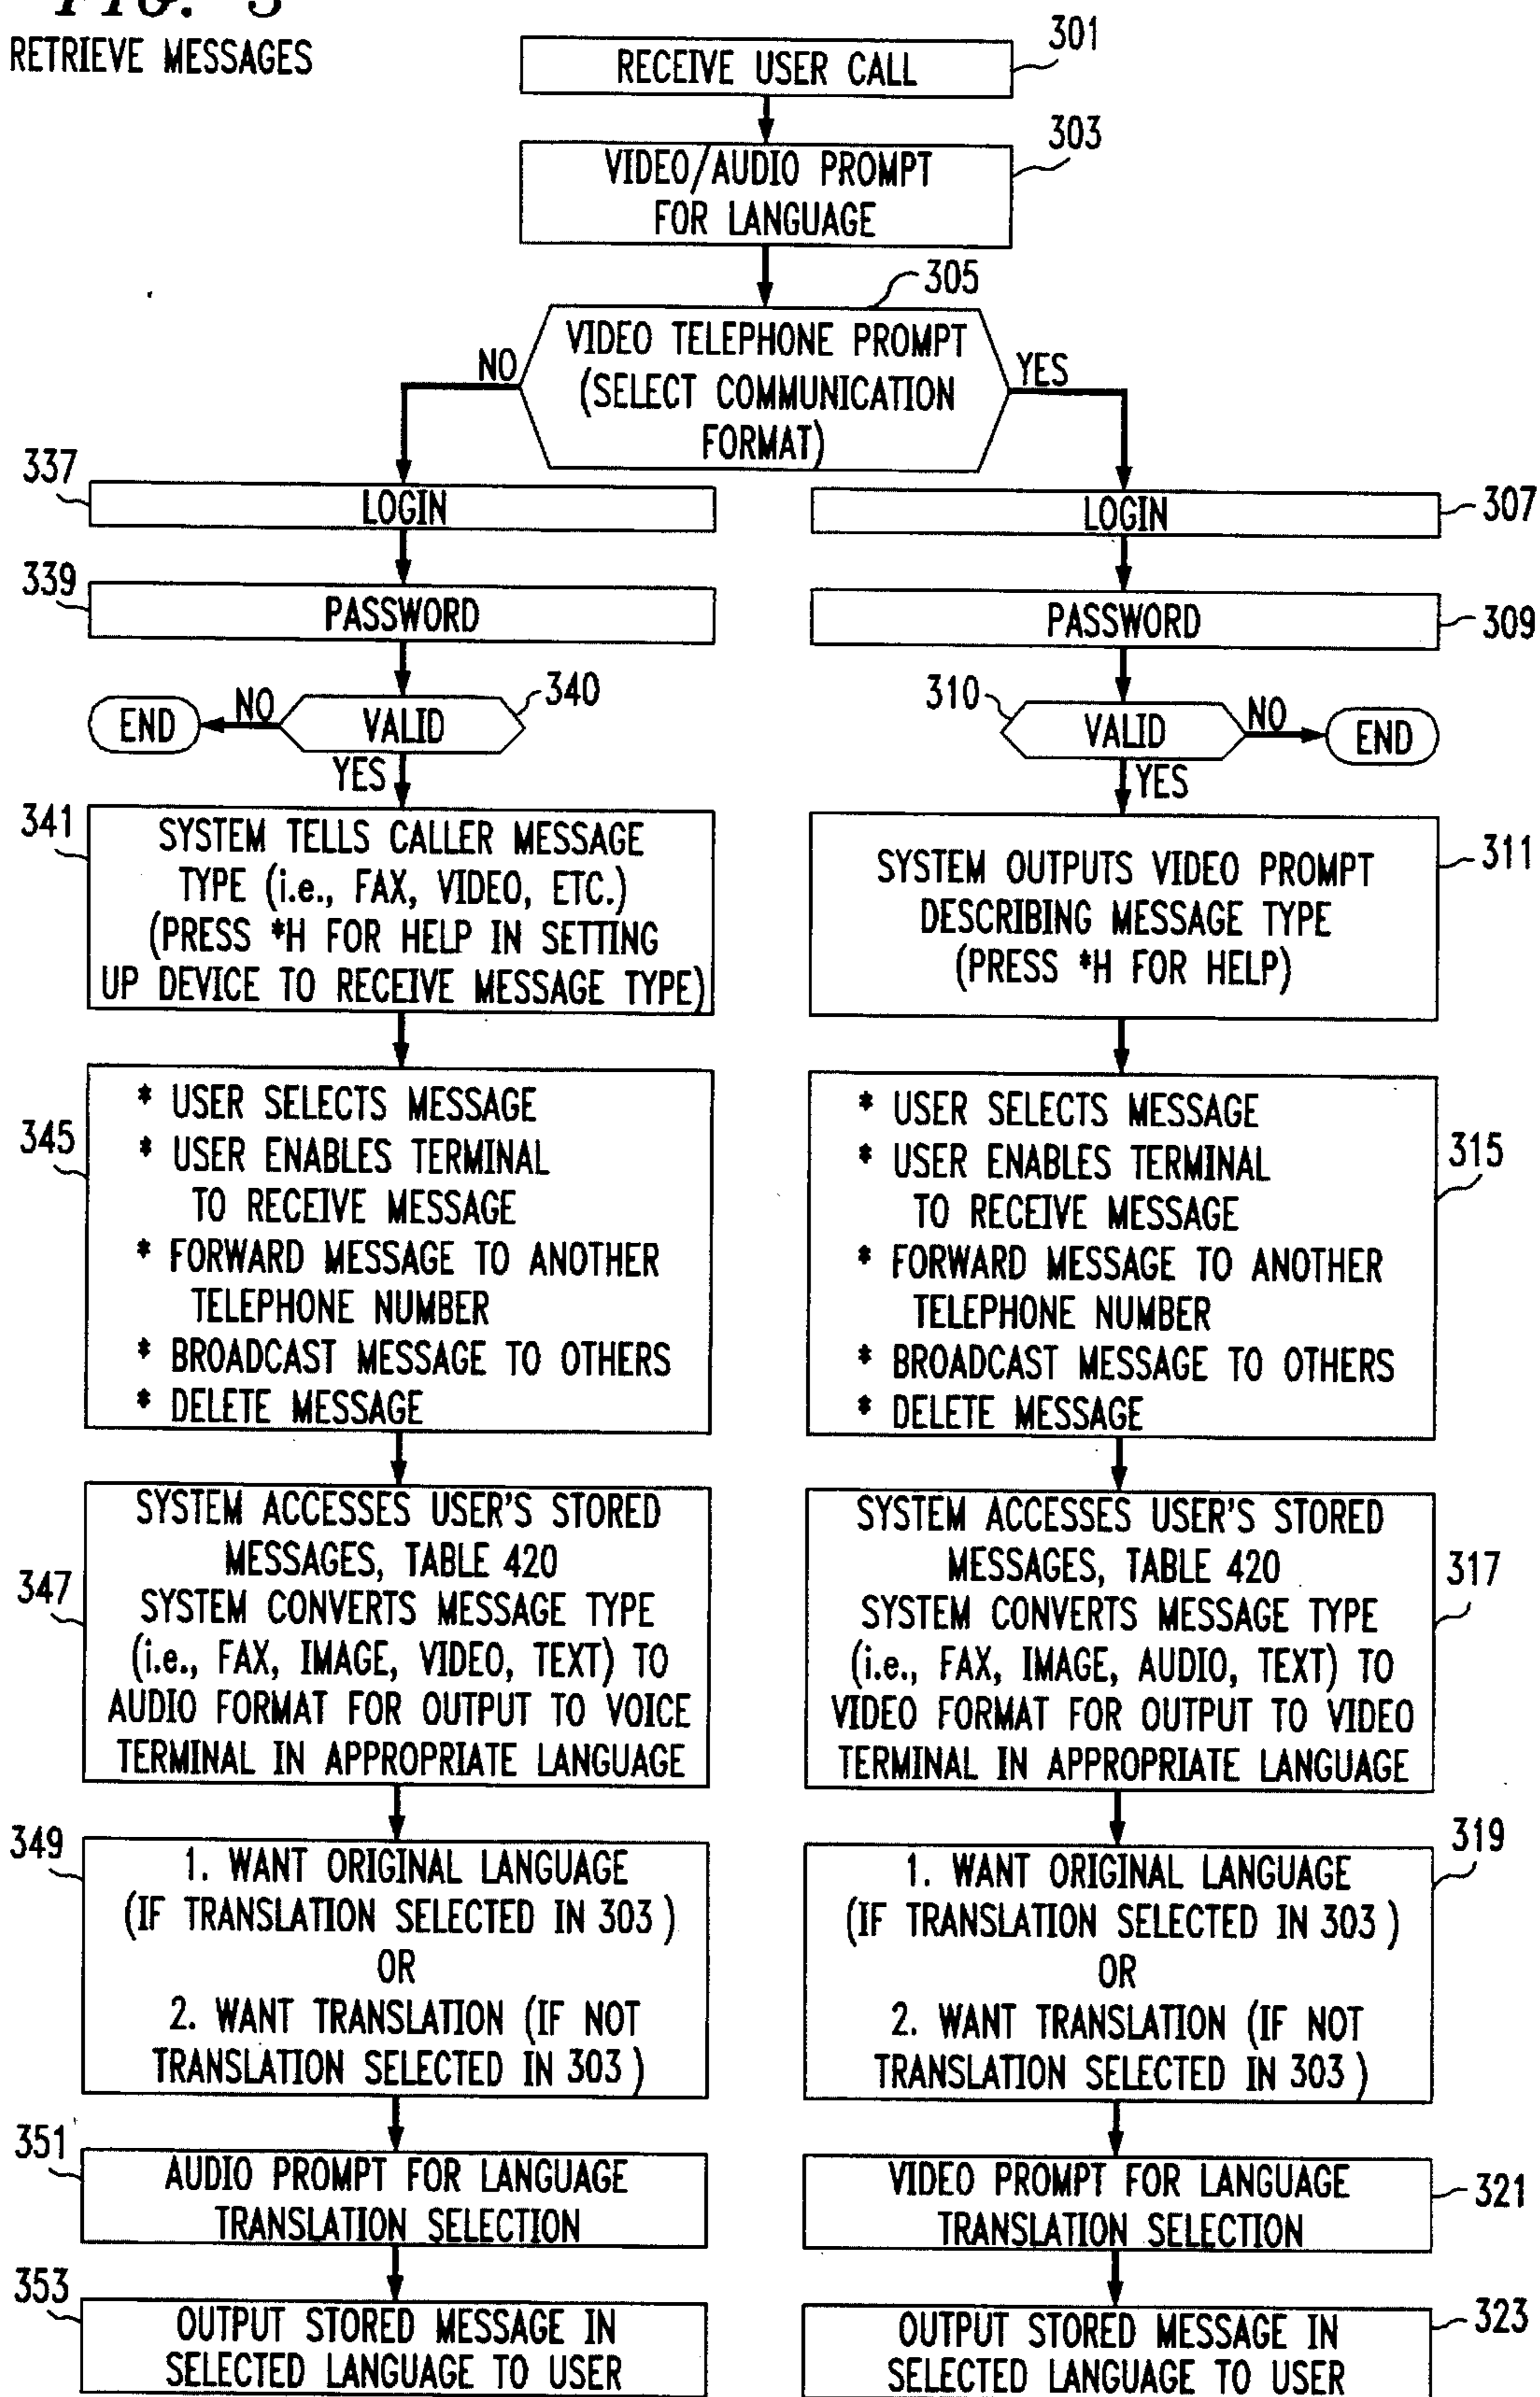 FIG. 3
RETRIEVE MESSAGES
301
RECEIVE USER CALL
303
VIDEO/AUDIO PROMPT
FOR LANGUAGE
305
VIDEO TELEPHONE PROMPT
(SELECT COMMUNICATION
FORMAT)
NO
YES
337
LOGIN
339
PASSWORD
340
VALID
NO
END
YES
341
SYSTEM TELLS CALLER MESSAGE
TYPE (i.e., FAX, VIDEO, ETC.)
(PRESS *H FOR HELP IN SETTING
UP DEVICE TO RECEIVE MESSAGE TYPE)
345
* USER SELECTS MESSAGE
* USER ENABLES TERMINAL
TO RECEIVE MESSAGE
* FORWARD MESSAGE TO ANOTHER
TELEPHONE NUMBER
* BROADCAST MESSAGE TO OTHERS
* DELETE MESSAGE
347
SYSTEM ACCESSES USER'S STORED
MESSAGES, TABLE 420
SYSTEM CONVERTS MESSAGE TYPE
(i.e., FAX, IMAGE, VIDEO, TEXT) TO
AUDIO FORMAT FOR OUTPUT TO VOICE
TERMINAL IN APPROPRIATE LANGUAGE
349
1. WANT ORIGINAL LANGUAGE
(IF TRANSLATION SELECTED IN 303 )
OR
2. WANT TRANSLATION (IF NOT
TRANSLATION SELECTED IN 303 )
351
AUDIO PROMPT FOR LANGUAGE
TRANSLATION SELECTION
353
OUTPUT STORED MESSAGE IN
SELECTED LANGUAGE TO USER
LOGIN
307
PASSWORD
309
310
VALID
NO
END
YES
SYSTEM OUTPUTS VIDEO PROMPT
DESCRIBING MESSAGE TYPE
(PRESS *H FOR HELP)
311
* USER SELECTS MESSAGE
* USER ENABLES TERMINAL
TO RECEIVE MESSAGE
* FORWARD MESSAGE TO ANOTHER
TELEPHONE NUMBER
* BROADCAST MESSAGE TO OTHERS
* DELETE MESSAGE
315
SYSTEM ACCESSES USER'S STORED
MESSAGES, TABLE 420
SYSTEM CONVERTS MESSAGE TYPE
(i.e., FAX, IMAGE, AUDIO, TEXT) TO
VIDEO FORMAT FOR OUTPUT TO VIDEO
TERMINAL IN APPROPRIATE LANGUAGE
317
1. WANT ORIGINAL LANGUAGE
(IF TRANSLATION SELECTED IN 303 )
OR
2. WANT TRANSLATION (IF NOT
TRANSLATION SELECTED IN 303 )
319
VIDEO PROMPT FOR LANGUAGE
TRANSLATION SELECTION
321
OUTPUT STORED MESSAGE IN
SELECTED LANGUAGE TO USER
323